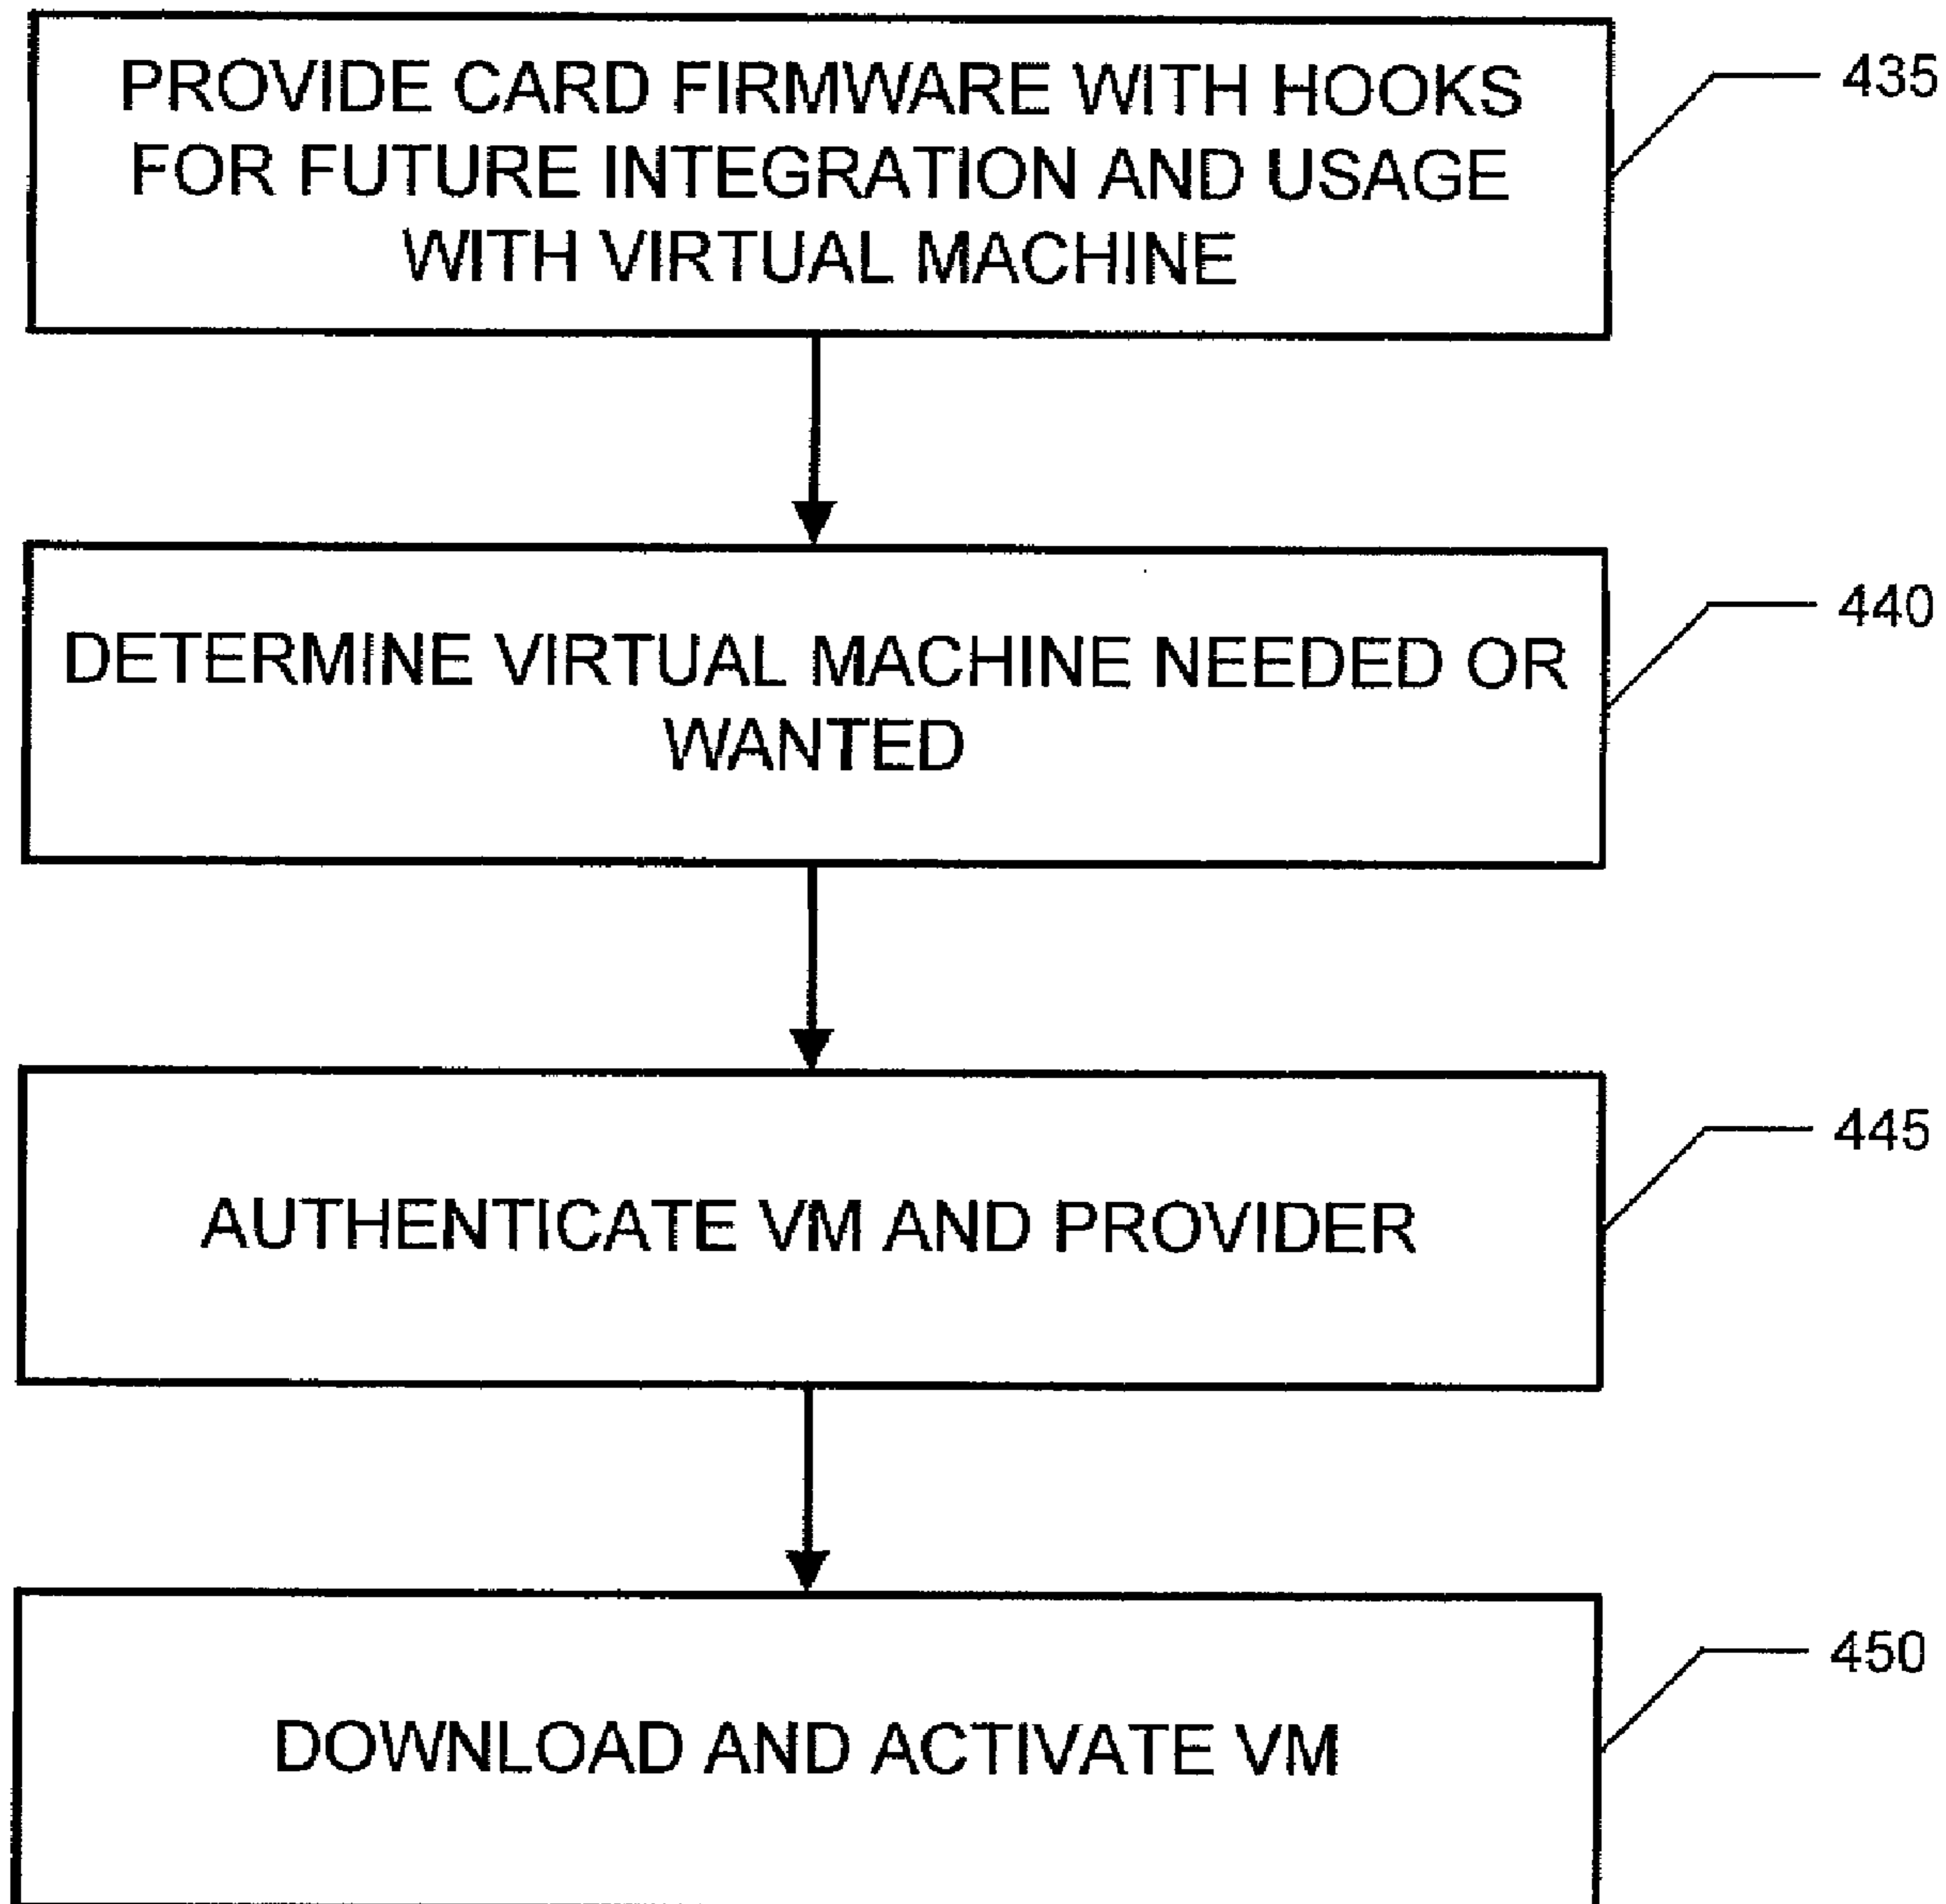 PROVIDE CARD FIRMWARE WITH HOOKS
FOR FUTURE INTEGRATION AND USAGE
WITH VIRTUAL MACHINE
435
DETERMINE VIRTUAL MACHINE NEEDED OR
WANTED
440
AUTHENTICATE VM AND PROVIDER
445
DOWNLOAD AND ACTIVATE VM
450